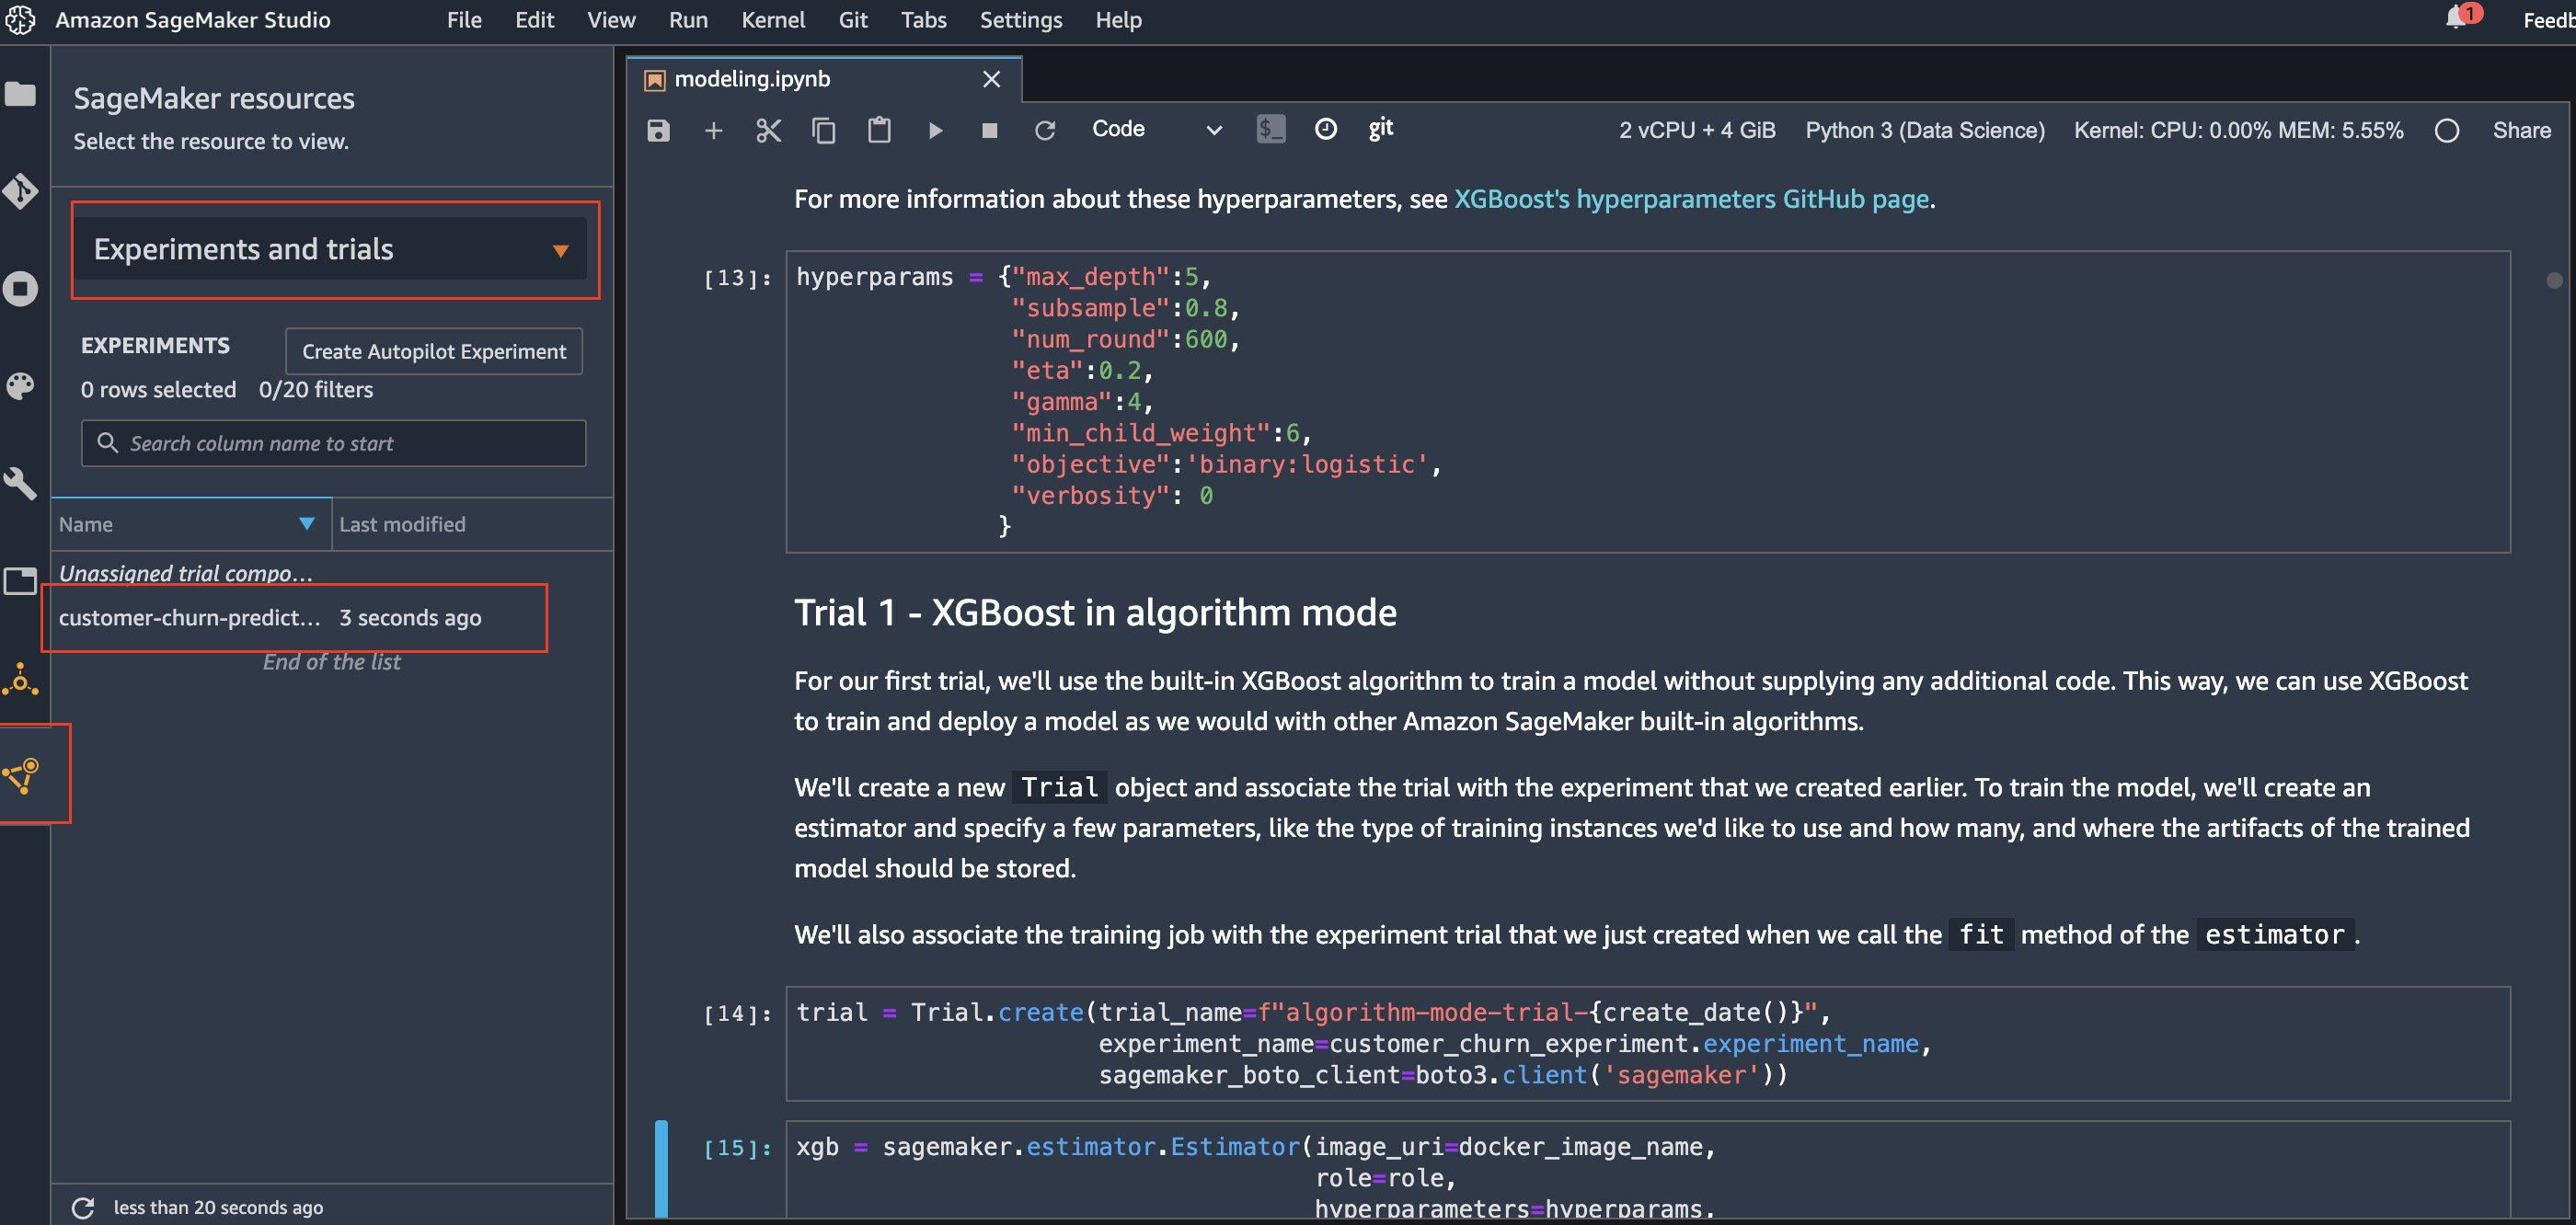 Amazon SageMaker Studio File Edit View Run Kernel Git Tabs Settings Help 1 Feedb
SageMaker resources
Select the resource to view.
Experiments and trials
EXPERIMENTS Create Autopilot Experiment
0 rows selected 0/20 filters
Search column name to start
Name Last modified
Unassigned trial compo...
customer-churn-predict... 3 seconds ago
End of the list
less than 20 seconds ago
modeling.ipynb
Code $_ git 2 vCPU + 4 GiB Python 3 (Data Science) Kernel: CPU: 0.00% MEM: 5.55% Share
For more information about these hyperparameters, see XGBoost's hyperparameters GitHub page.
[13]: hyperparams = {"max_depth":5,
"subsample":0.8,
"num_round":600,
"eta":0.2,
"gamma":4,
"min_child_weight":6,
"objective":'binary:logistic',
"verbosity": 0
}
Trial 1 - XGBoost in algorithm mode
For our first trial, we'll use the built-in XGBoost algorithm to train a model without supplying any additional code. This way, we can use XGBoost
to train and deploy a model as we would with other Amazon SageMaker built-in algorithms.
We'll create a new Trial object and associate the trial with the experiment that we created earlier. To train the model, we'll create an
estimator and specify a few parameters, like the type of training instances we'd like to use and how many, and where the artifacts of the trained
model should be stored.
We'll also associate the training job with the experiment trial that we just created when we call the fit method of the estimator.
[14]: trial = Trial.create(trial_name=f"algorithm-mode-trial-{create_date()}",
experiment_name=customer_churn_experiment.experiment_name,
sagemaker_boto_client=boto3.client('sagemaker'))
[15]: xgb = sagemaker.estimator.Estimator(image_uri=docker_image_name,
role=role,
hyperparameters=hyperparams,